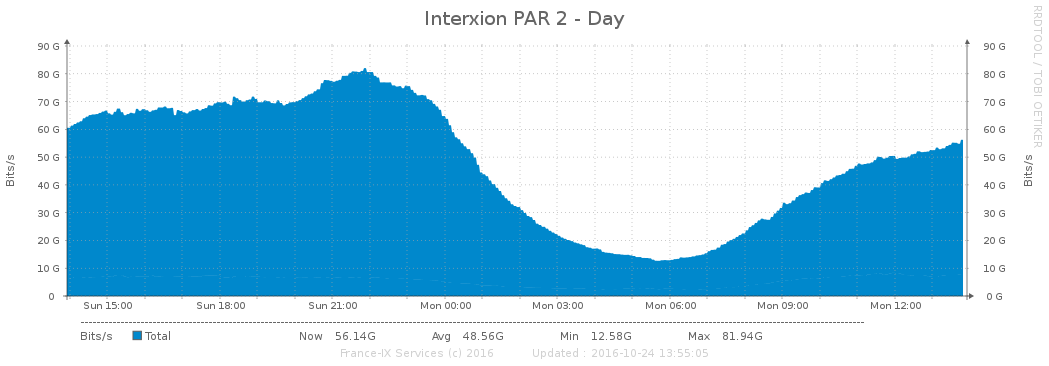 Interxion PAR 2 - Day
RRDTOOL / TOBI OETIKER
Bits/s
90 G 90 G
80 G 80 G
70 G 70 G
60 G 60 G
50 G 50 G
40 G 40 G
30 G 30 G
20 G 20 G
10 G 10 G
0 0 G
Bits/s
Sun 15:00 Sun 18:00 Sun 21:00 Mon 00:00 Mon 03:00 Mon 06:00 Mon 09:00 Mon 12:00
Bits/s Total Now 56.14G Avg 48.56G Min 12.58G Max 81.94G
France-IX Services (c) 2016 Updated : 2016-10-24 13:55:05